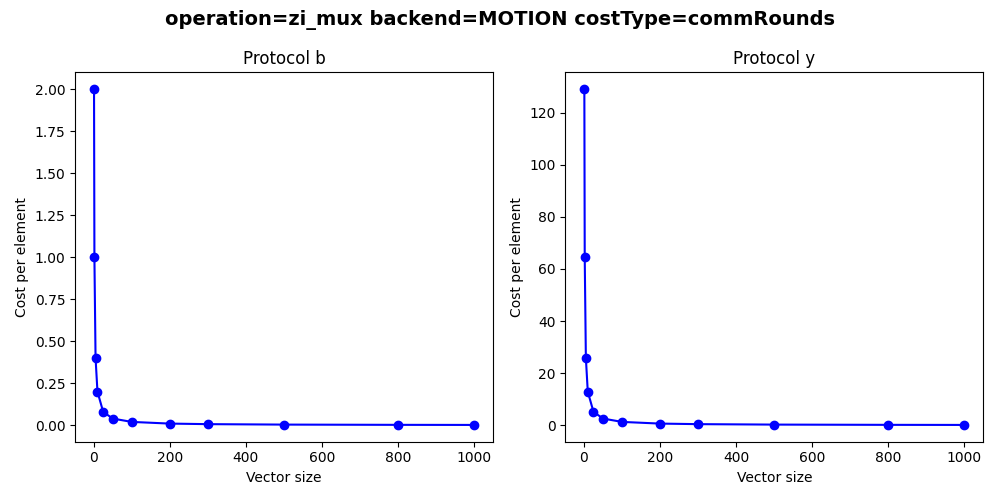 operation=zi_mux backend=MOTION costType=commRounds
Protocol b
Cost per element
2.00
1.75
1.50
1.25
1.00
0.75
0.50
0.25
0.00
0 200 400 600 800 1000
Vector size
Protocol y
Cost per element
120
100
80
60
40
20
0
0 200 400 600 800 1000
Vector size